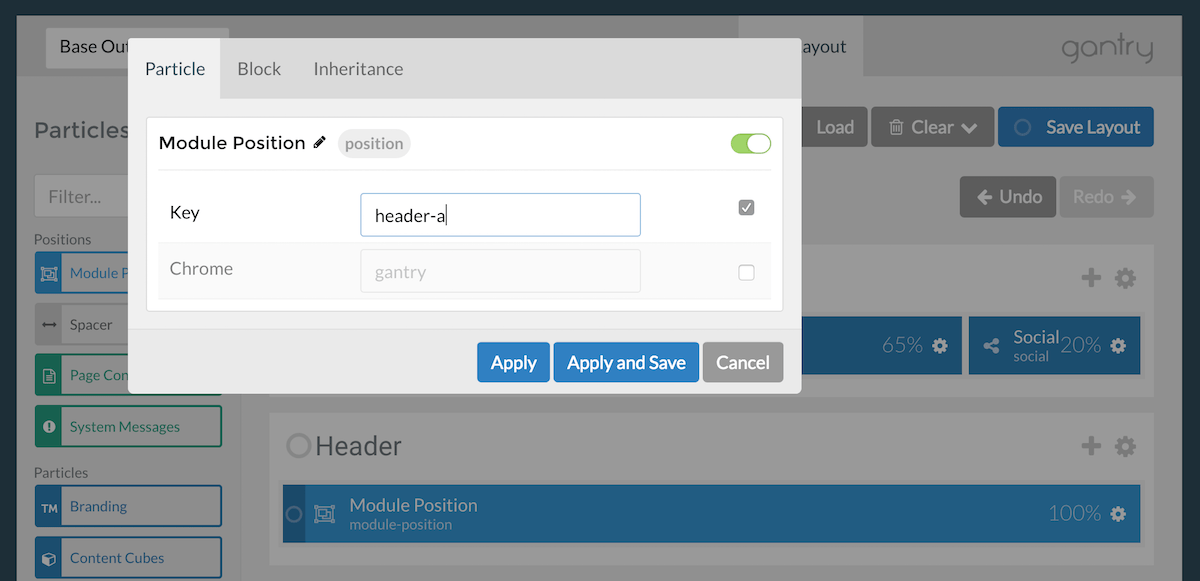 Base Out
ayout
gantry
Particle
Block
Inheritance
Particles
Load
Clear
Save Layout
Module Position
position
Filter...
Undo
Redo
Key
header-a
Positions
Chrome
gantry
Module P
Spacer
65%
Social
social
20%
Page Con
Apply
Apply and Save
Cancel
System Messages
Header
Particles
TM
Branding
Module Position
module-position
100%
Content Cubes